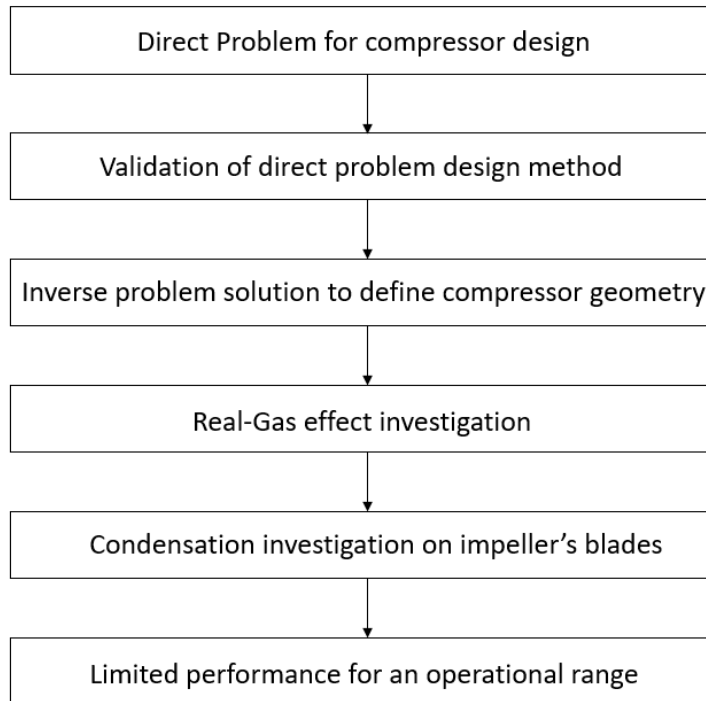 Direct Problem for compressor design
Validation of direct problem design method
Inverse problem solution to define compressor geometry
Real-Gas effect investigation
Condensation investigation on impeller’s blades
Limited performance for an operational range